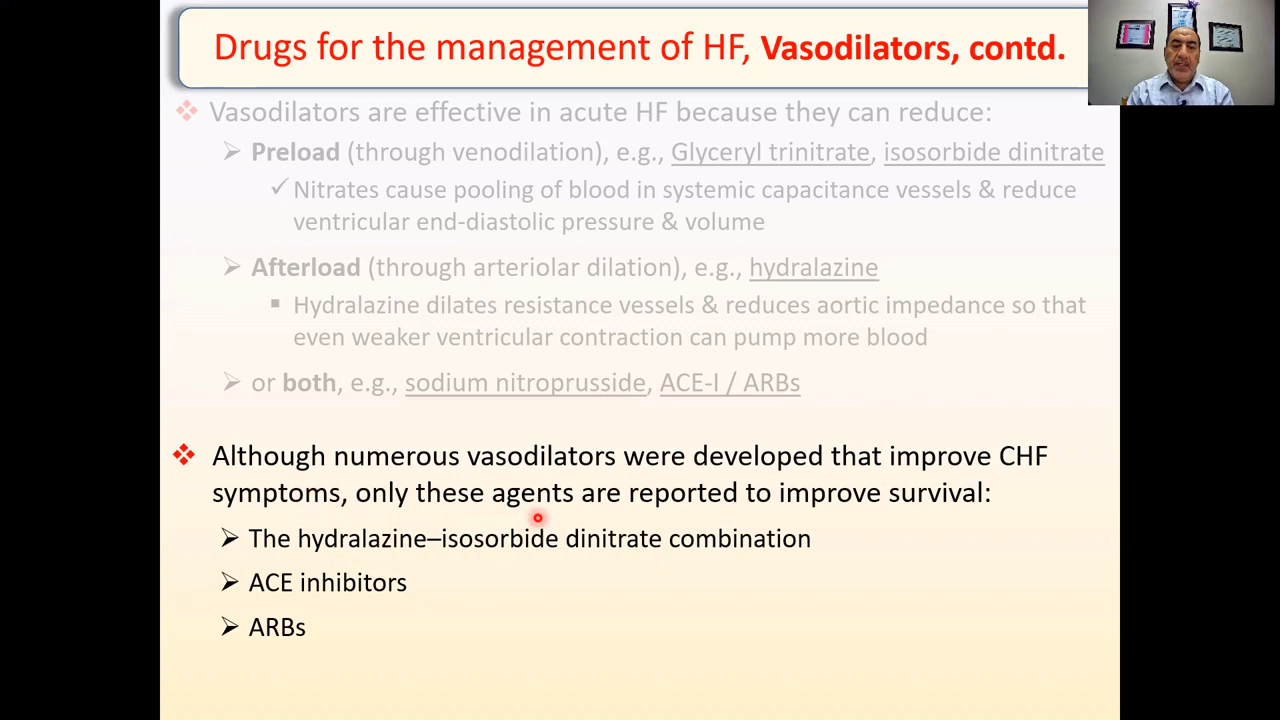 Drugs for the management of HF, Vasodilators, contd.
❖ Vasodilators are effective in acute HF because they can reduce:
➢ Preload (through venodilation), e.g., Glyceryl trinitrate, isosorbide dinitrate
✓ Nitrates cause pooling of blood in systemic capacitance vessels & reduce
ventricular end-diastolic pressure & volume
➢ Afterload (through arteriolar dilation), e.g., hydralazine
▪ Hydralazine dilates resistance vessels & reduces aortic impedance so that
even weaker ventricular contraction can pump more blood
➢ or both, e.g., sodium nitroprusside, ACE-I / ARBs
❖ Although numerous vasodilators were developed that improve CHF
symptoms, only these agents are reported to improve survival:
➢ The hydralazine–isosorbide dinitrate combination
➢ ACE inhibitors
➢ ARBs